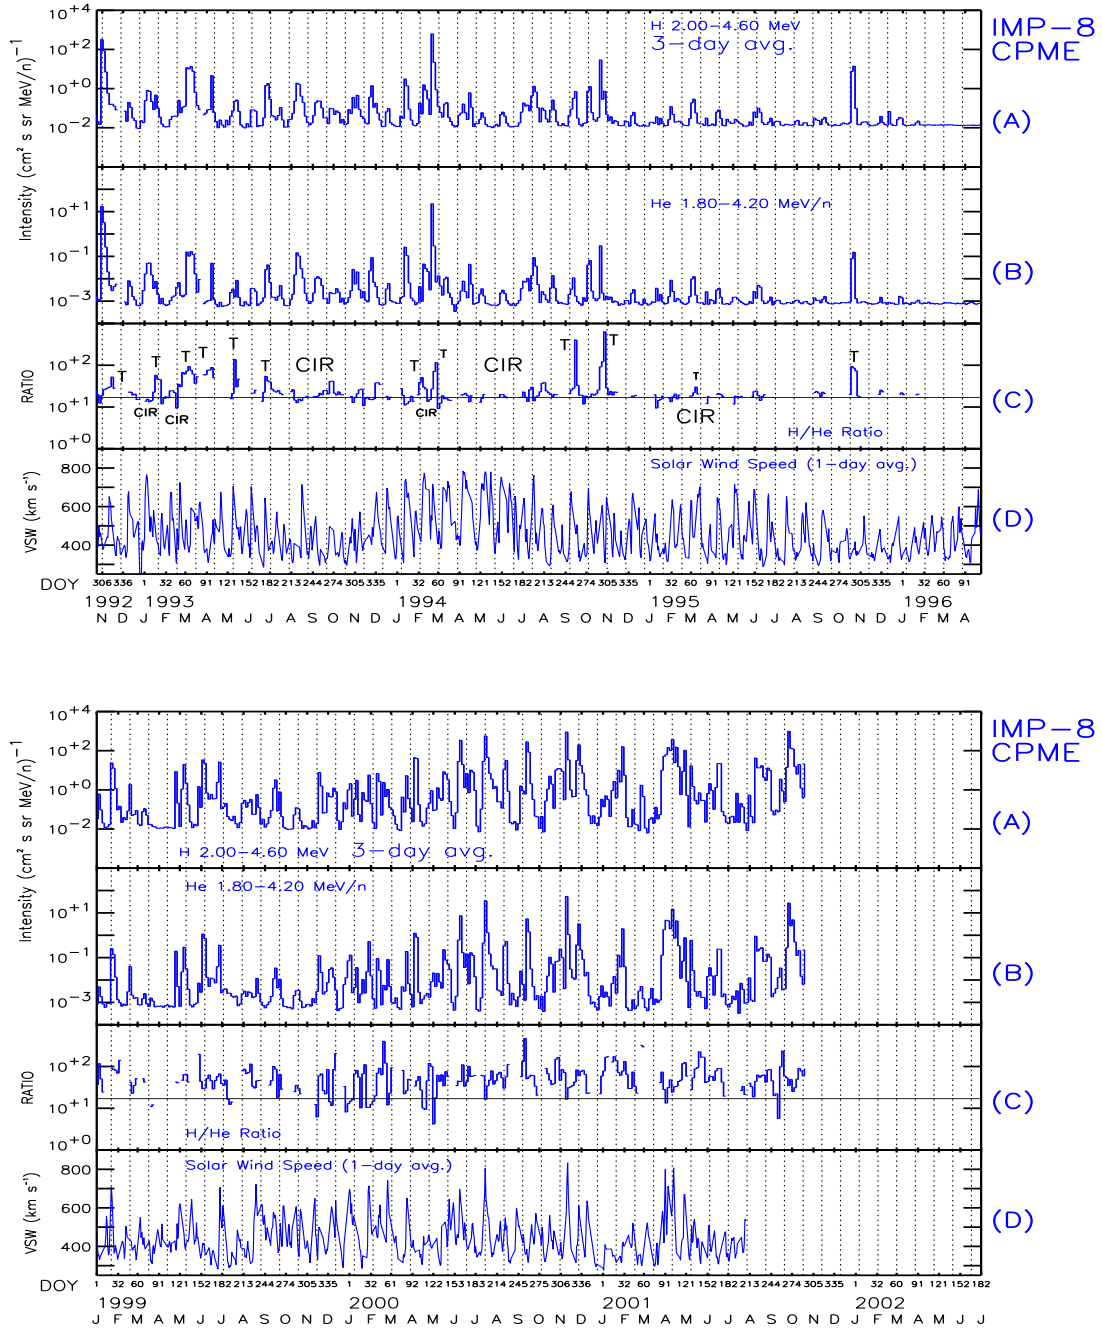 H 2.00−4.60 MeV
3−day avg.
IMP−8
CPME
10+4
10+2
10+0
10−2
(A)
Intensity (cm² s sr MeV/n)−1
He 1.80−4.20 MeV/n
10+1
10−1
10−3
(B)
10+2
10+1
10+0
RATIO
T T T T T T CIR T T CIR T T T T
CIR CIR CIR CIR
(C)
H/He Ratio
Solar Wind Speed (1−day avg.)
800
600
400
VSW (km s⁻¹)
(D)
DOY 306 336 1 32 60 91 121 152 182 213 244 274 305 335 1 32 60 91 121 152 182 213 244 274 305 335 1 32 60 91 121 152 182 213 244 274 305 335 1 32 60 91
1992 1993 1994 1995 1996
N D J F M A M J J A S O N D J F M A M J J A S O N D J F M A M J J A S O N D J F M A
IMP−8
CPME
10+4
10+2
10+0
10−2
(A)
Intensity (cm² s sr MeV/n)−1
H 2.00−4.60 MeV 3−day avg.
He 1.80−4.20 MeV/n
10+1
10−1
10−3
(B)
10+2
10+1
10+0
RATIO
(C)
H/He Ratio
Solar Wind Speed (1−day avg.)
800
600
400
VSW (km s⁻¹)
(D)
DOY 1 32 60 91 121 152 182 213 244 274 305 335 1 32 61 92 122 153 183 214 245 275 306 336 1 32 60 91 121 152 182 213 244 274 305 335 1 32 60 91 121 152 182
1999 2000 2001 2002
J F M A M J J A S O N D J F M A M J J A S O N D J F M A M J J A S O N D J F M A M J J